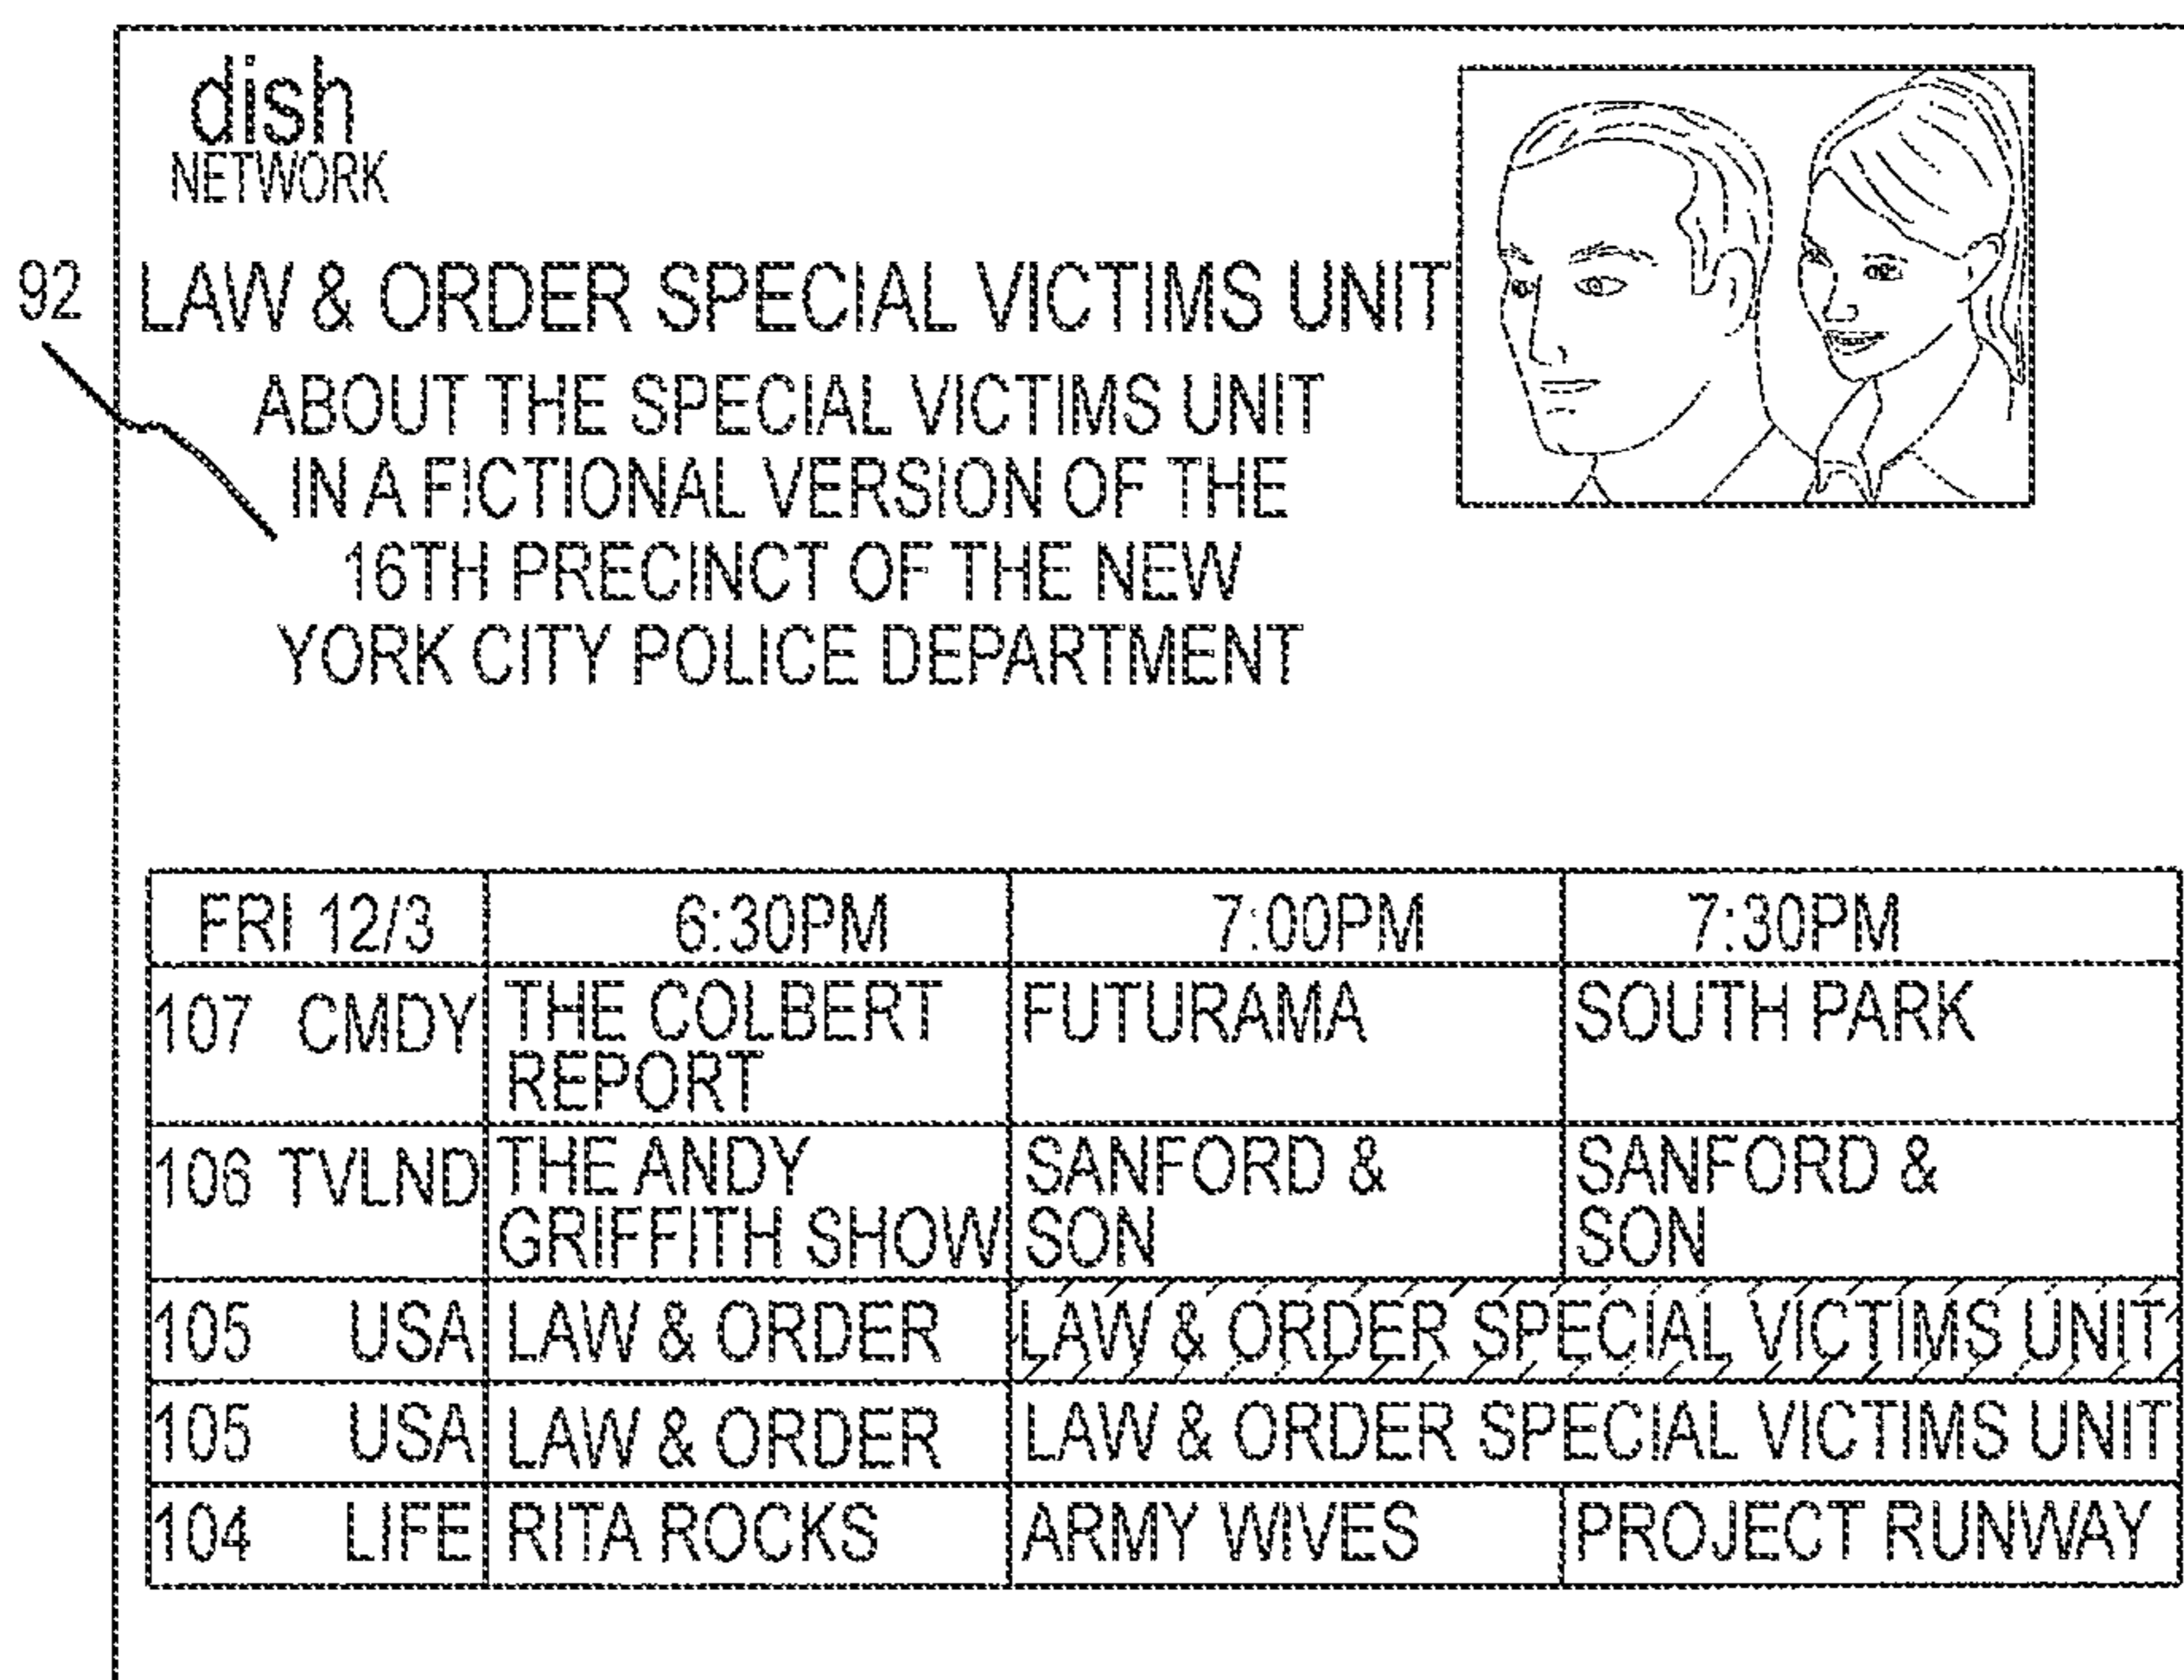 dish
NETWORK
92
LAW & ORDER SPECIAL VICTIMS UNIT
ABOUT THE SPECIAL VICTIMS UNIT
IN A FICTIONAL VERSION OF THE
16TH PRECINCT OF THE NEW
YORK CITY POLICE DEPARTMENT
FRI 12/3 6:30PM 7:00PM 7:30PM
107 CMDY THE COLBERT REPORT FUTURAMA SOUTH PARK
106 TVLND THE ANDY GRIFFITH SHOW SANFORD & SON SANFORD & SON
105 USA LAW & ORDER LAW & ORDER SPECIAL VICTIMS UNIT
105 USA LAW & ORDER LAW & ORDER SPECIAL VICTIMS UNIT
104 LIFE RITA ROCKS ARMY WIVES PROJECT RUNWAY